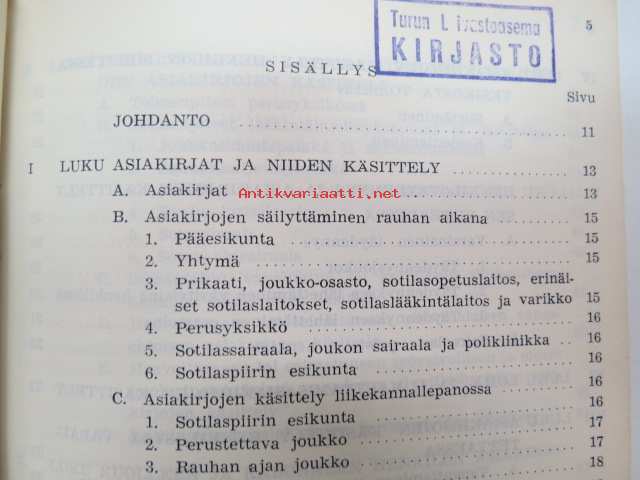 Turun L
KIRJASTO
5
SISÄLLYS
Sivu
JOHDANTO 11
I LUKU ASIAKIRJAT JA NIIDEN KÄSITTELY 13
A. Asiakirjat 13
Antikvariaatti.net
B. Asiakirjojen säilyttäminen rauhan aikana 15
1. Pääesikunta 15
2. Yhtymä 15
3. Prikaati, joukko-osasto, sotilasopetuslaitos, erinäi-
set sotilaslaitokset, sotilaslääkintälaitos ja varikko 15
4. Perusyksikkö 16
5. Sotilassairaala, joukon sairaala ja poliklinikka 16
6. Sotilaspiirin esikunta 16
C. Asiakirjojen käsittely liikekannallepanossa 16
1. Sotilaspiirin esikunta 17
2. Perustettava joukko 17
3. Rauhan ajan joukko 18